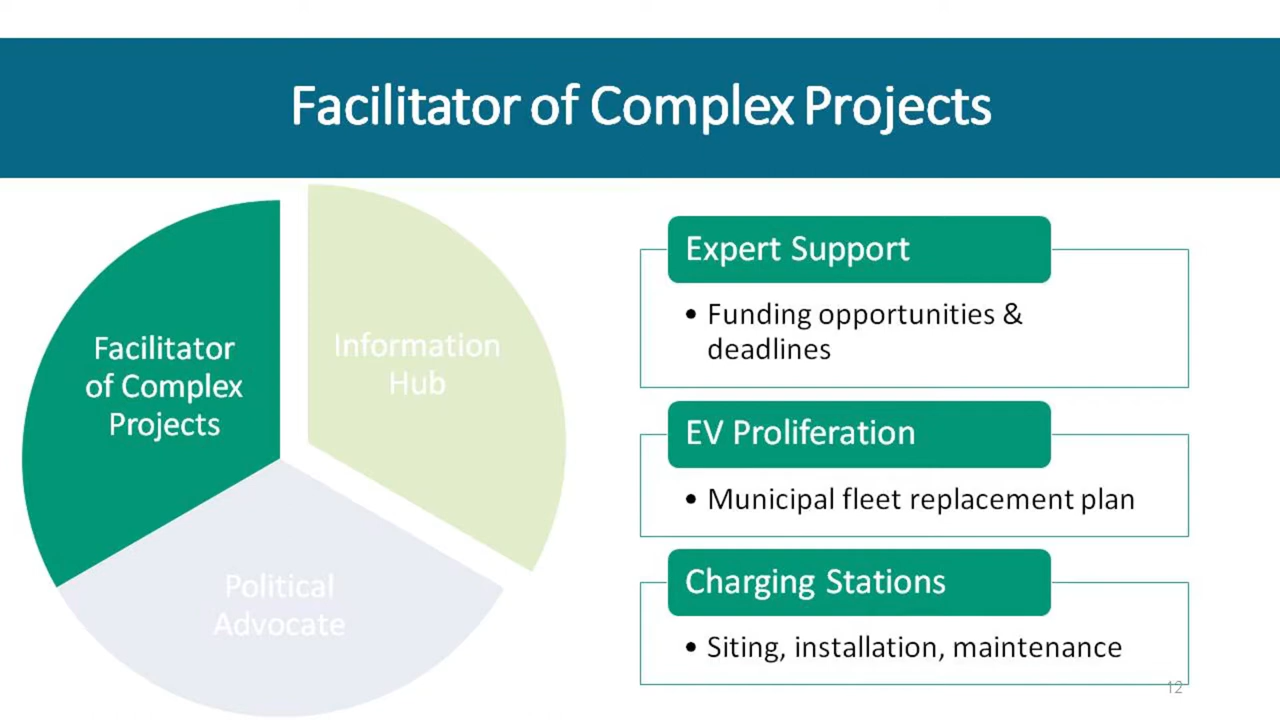 Facilitator of Complex Projects
Facilitator
of Complex
Projects
Information
Hub
Political
Advocate
Expert Support
• Funding opportunities &
deadlines
EV Proliferation
• Municipal fleet replacement plan
Charging Stations
• Siting, installation, maintenance
12